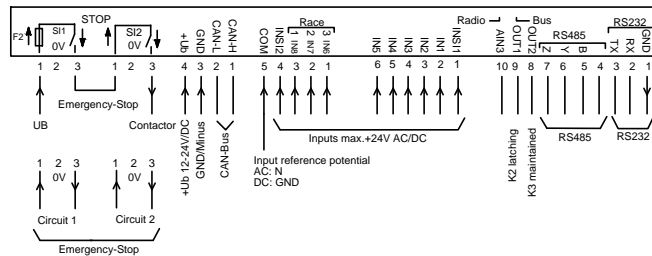 STOP
F2
SI1
0V
SI2
0V
+Ub
GND
CAN-L
CAN-H
COM
INSI2
Race
1 IN8
2 IN7
3 IN6
IN5
IN4
IN3
IN2
IN1
INSI1
Radio
AIN3
Bus
OUT1
OUT2
RS485
Z
Y
B
RS232
TX
RX
GND
1 2 3 1 2 3 4 3 2 1 5 4 3 2 1 6 5 4 3 2 1 10 9 8 7 6 5 4 3 2 1
Emergency-Stop
UB
Contactor
+Ub 12-24V/DC
GND/Minus
CAN-Bus
Inputs max.+24V AC/DC
Input reference potential
AC: N
DC: GND
K2 latching
K3 maintained
RS485
RS232
1 2 3 1 2 3
0V 0V
Circuit 1 Circuit 2
Emergency-Stop